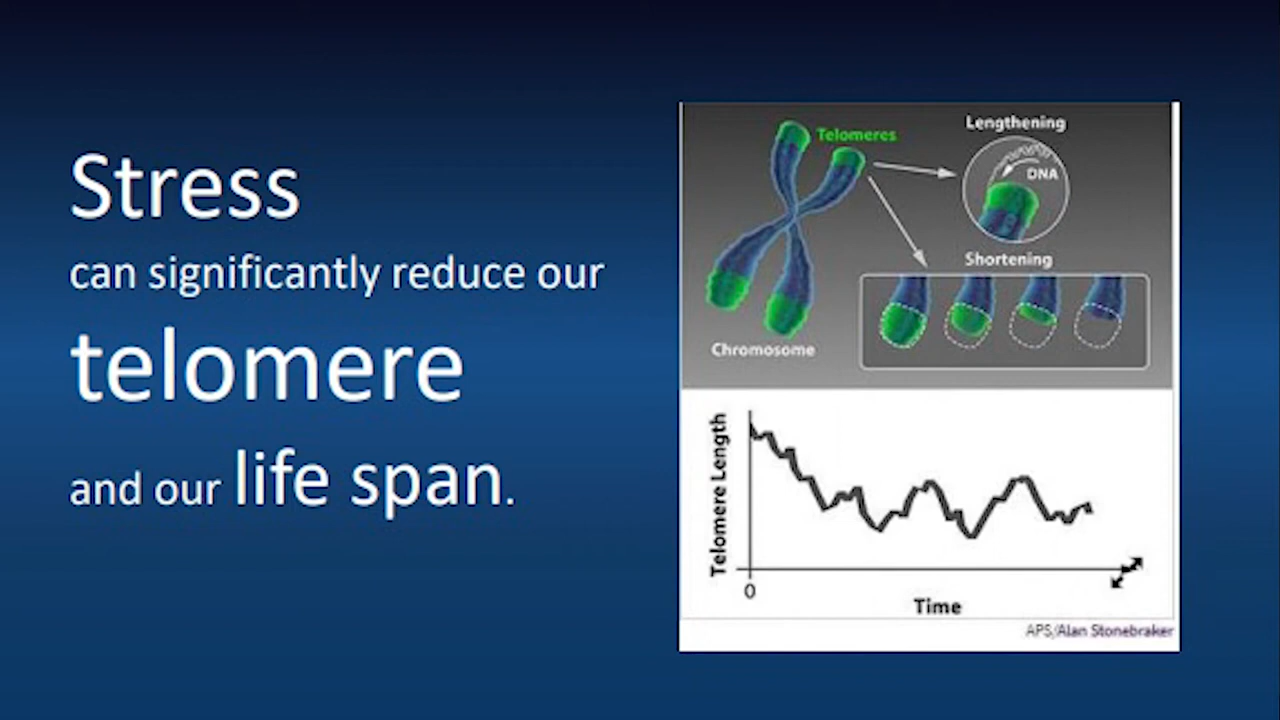 Stress
can significantly reduce our
telomere
and our life span.
Telomeres
Lengthening
DNA
Shortening
Chromosome
Telomere Length
0
Time
APS/Alan Stonebraker